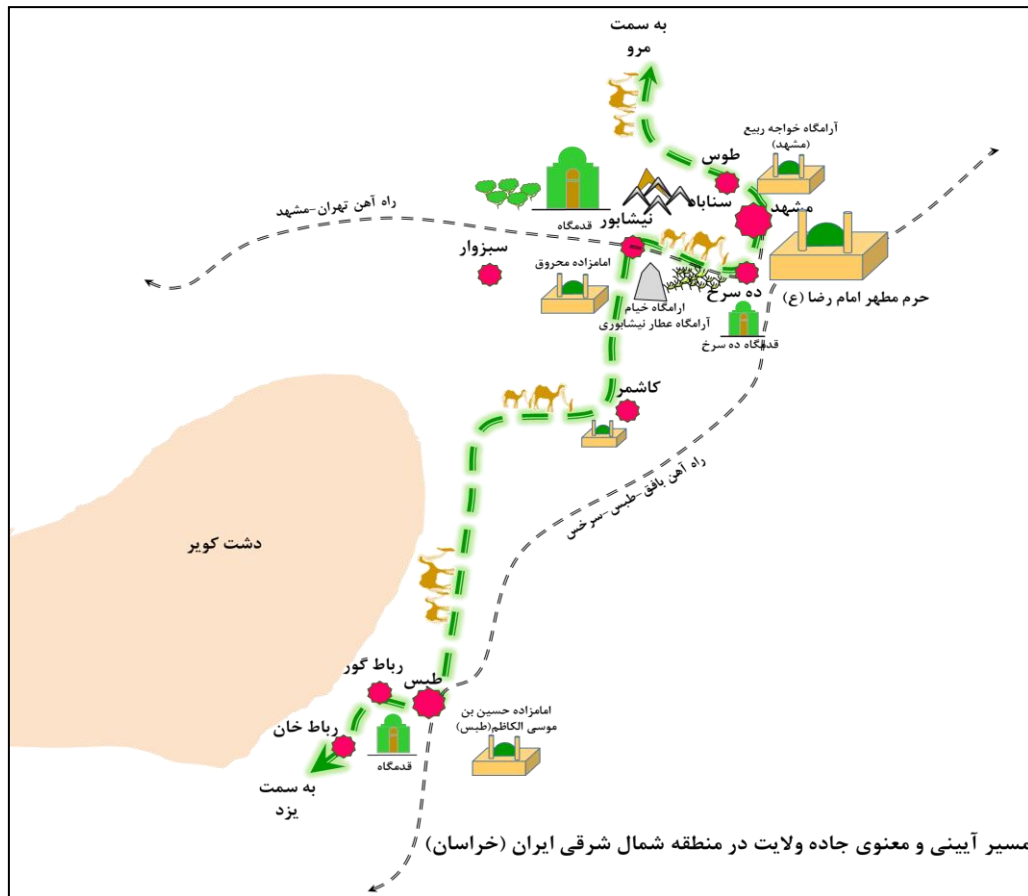 به سمت
مرو
آرامگاه خواجه ربیع
(مشهد)
طوس
سناباد
مشهد
نیشابور
قدمگاه
راه آهن تهران-مشهد
سبزوار
امامزاده محروق
ده سرخ
حرم مطهر امام رضا (ع)
ارامگاه خیام
آرامگاه عطار نیشابوری
قدمگاه ده سرخ
کاشمر
راه آهن بافق-طبس-سرخس
دشت کویر
رباط گور
طبس
امامزاده حسین بن
موسی الکاظم(طبس)
رباط خان
قدمگاه
به سمت
یزد
مسیر آیینی و معنوی جاده ولایت در منطقه شمال شرقی ایران (خراسان)